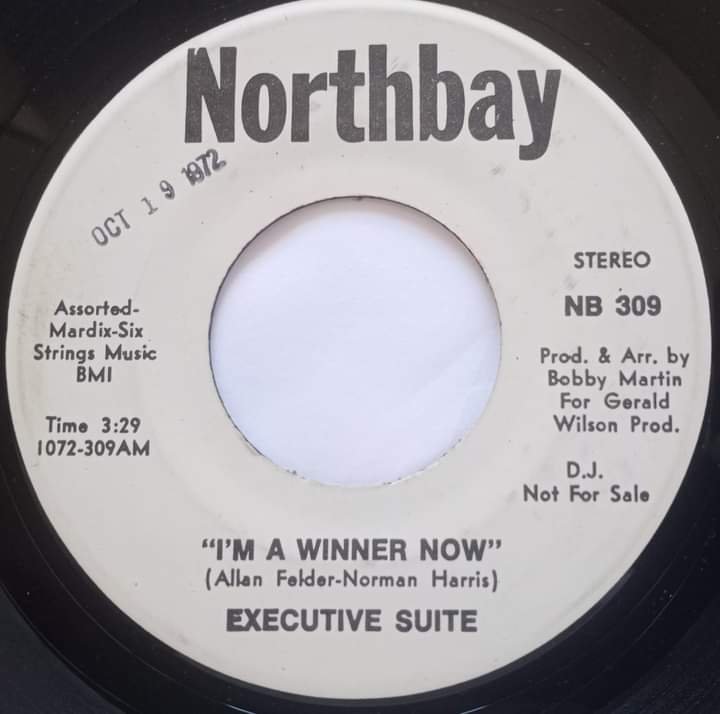 Northbay
OCT 19 1972
Assorted-
Mardix-Six
Strings Music
BMI
Time 3:29
1072-309AM
STEREO
NB 309
Prod. & Arr. by
Bobby Martin
For Gerald
Wilson Prod.
D.J.
Not For Sale
"I'M A WINNER NOW"
(Allan Felder-Norman Harris)
EXECUTIVE SUITE